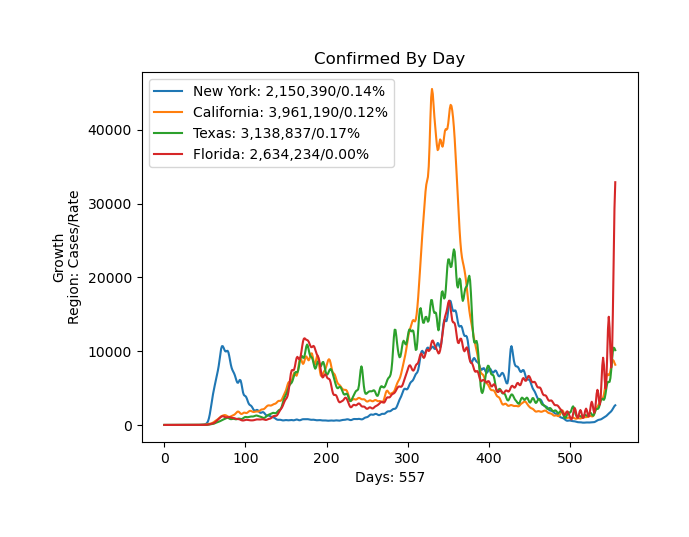 Confirmed By Day
New York: 2,150,390/0.14%
California: 3,961,190/0.12%
Texas: 3,138,837/0.17%
Florida: 2,634,234/0.00%
Growth
Region: Cases/Rate
40000
30000
20000
10000
0
0 100 200 300 400 500
Days: 557